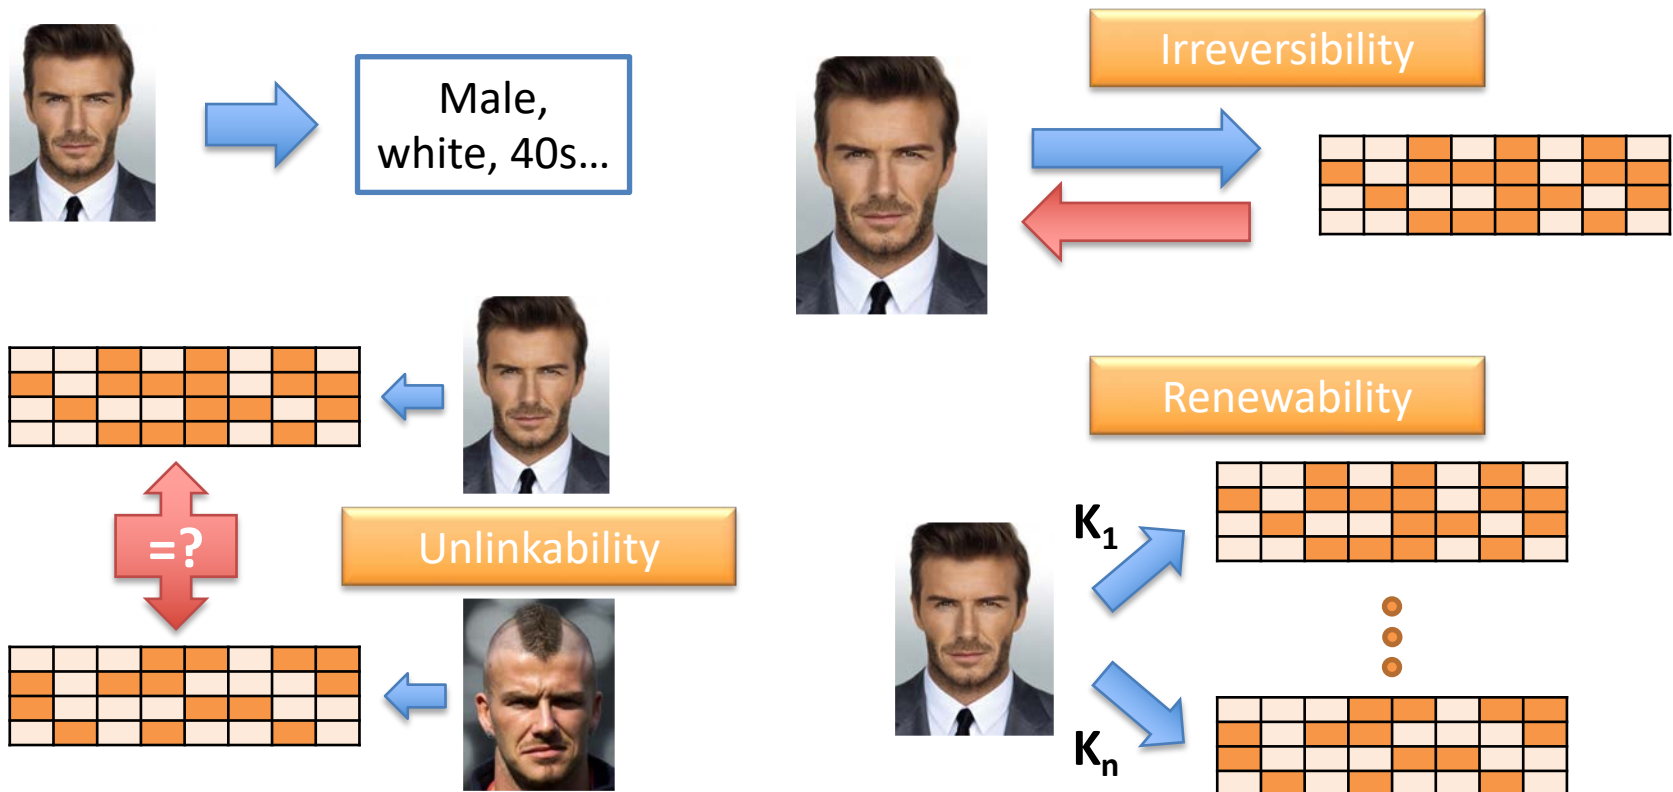 Male,
white, 40s…
Irreversibility
=?
Unlinkability
Renewability
K1
Kn